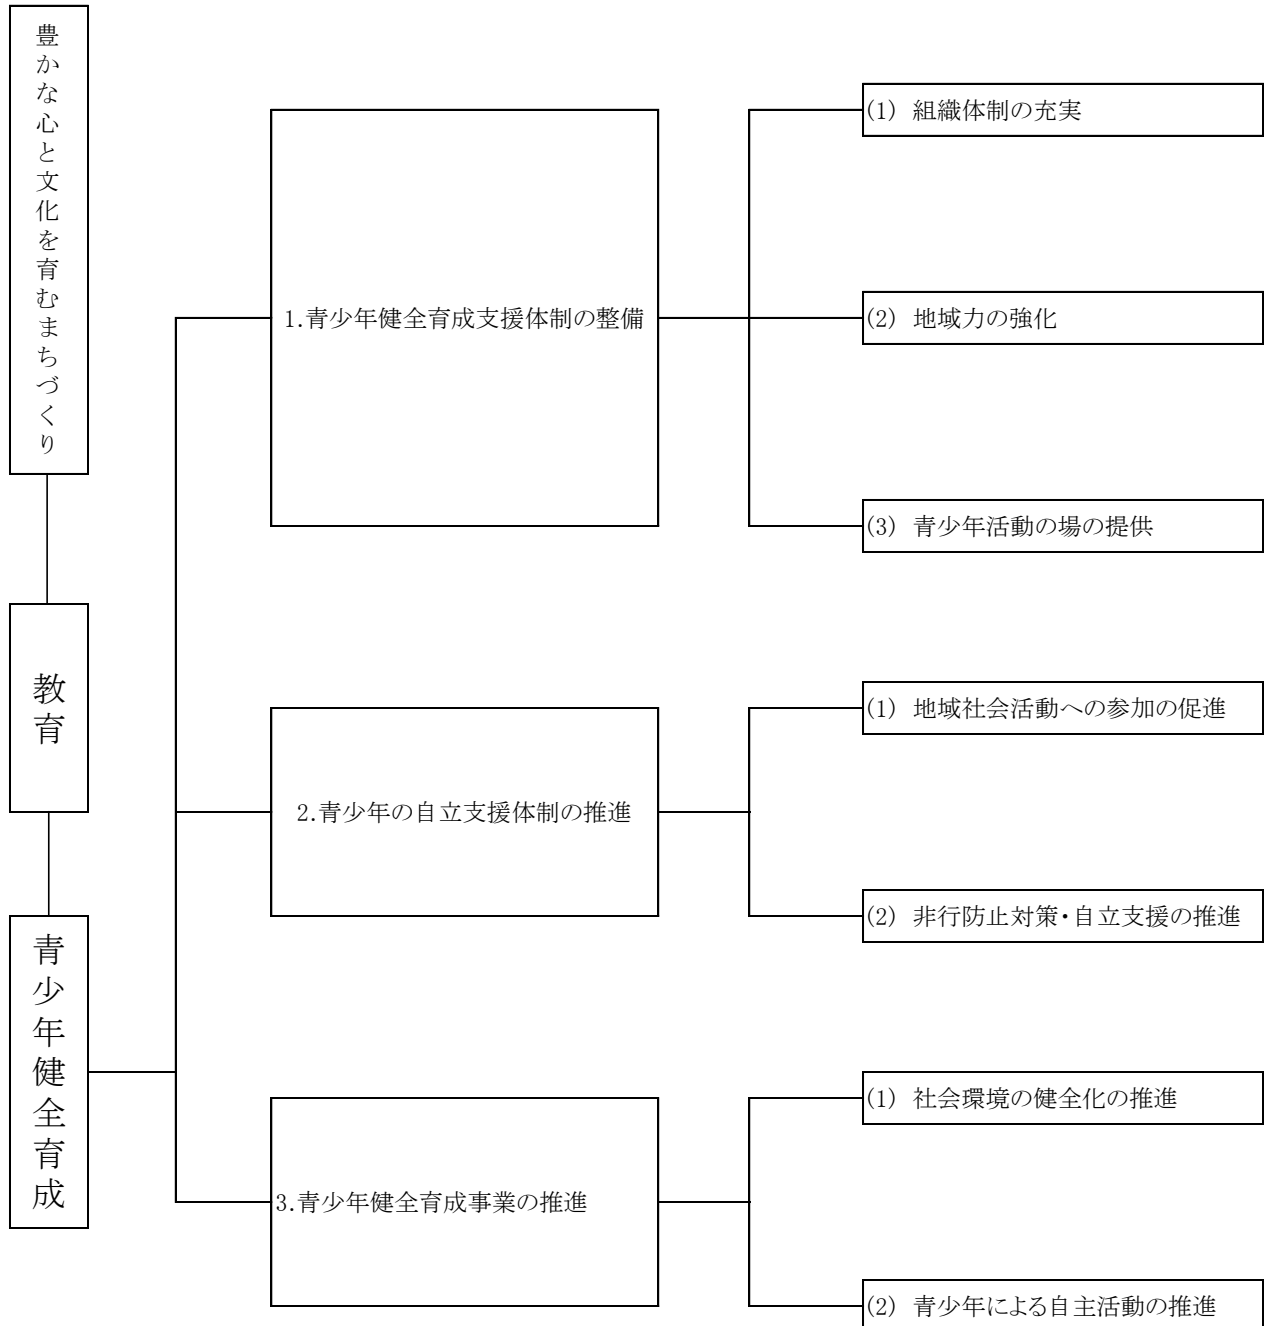 豊かな心と文化を育むまちづくり
教育
青少年健全育成
1.青少年健全育成支援体制の整備
(1) 組織体制の充実
(2) 地域力の強化
(3) 青少年活動の場の提供
2.青少年の自立支援体制の推進
(1) 地域社会活動への参加の促進
(2) 非行防止対策・自立支援の推進
3.青少年健全育成事業の推進
(1) 社会環境の健全化の推進
(2) 青少年による自主活動の推進